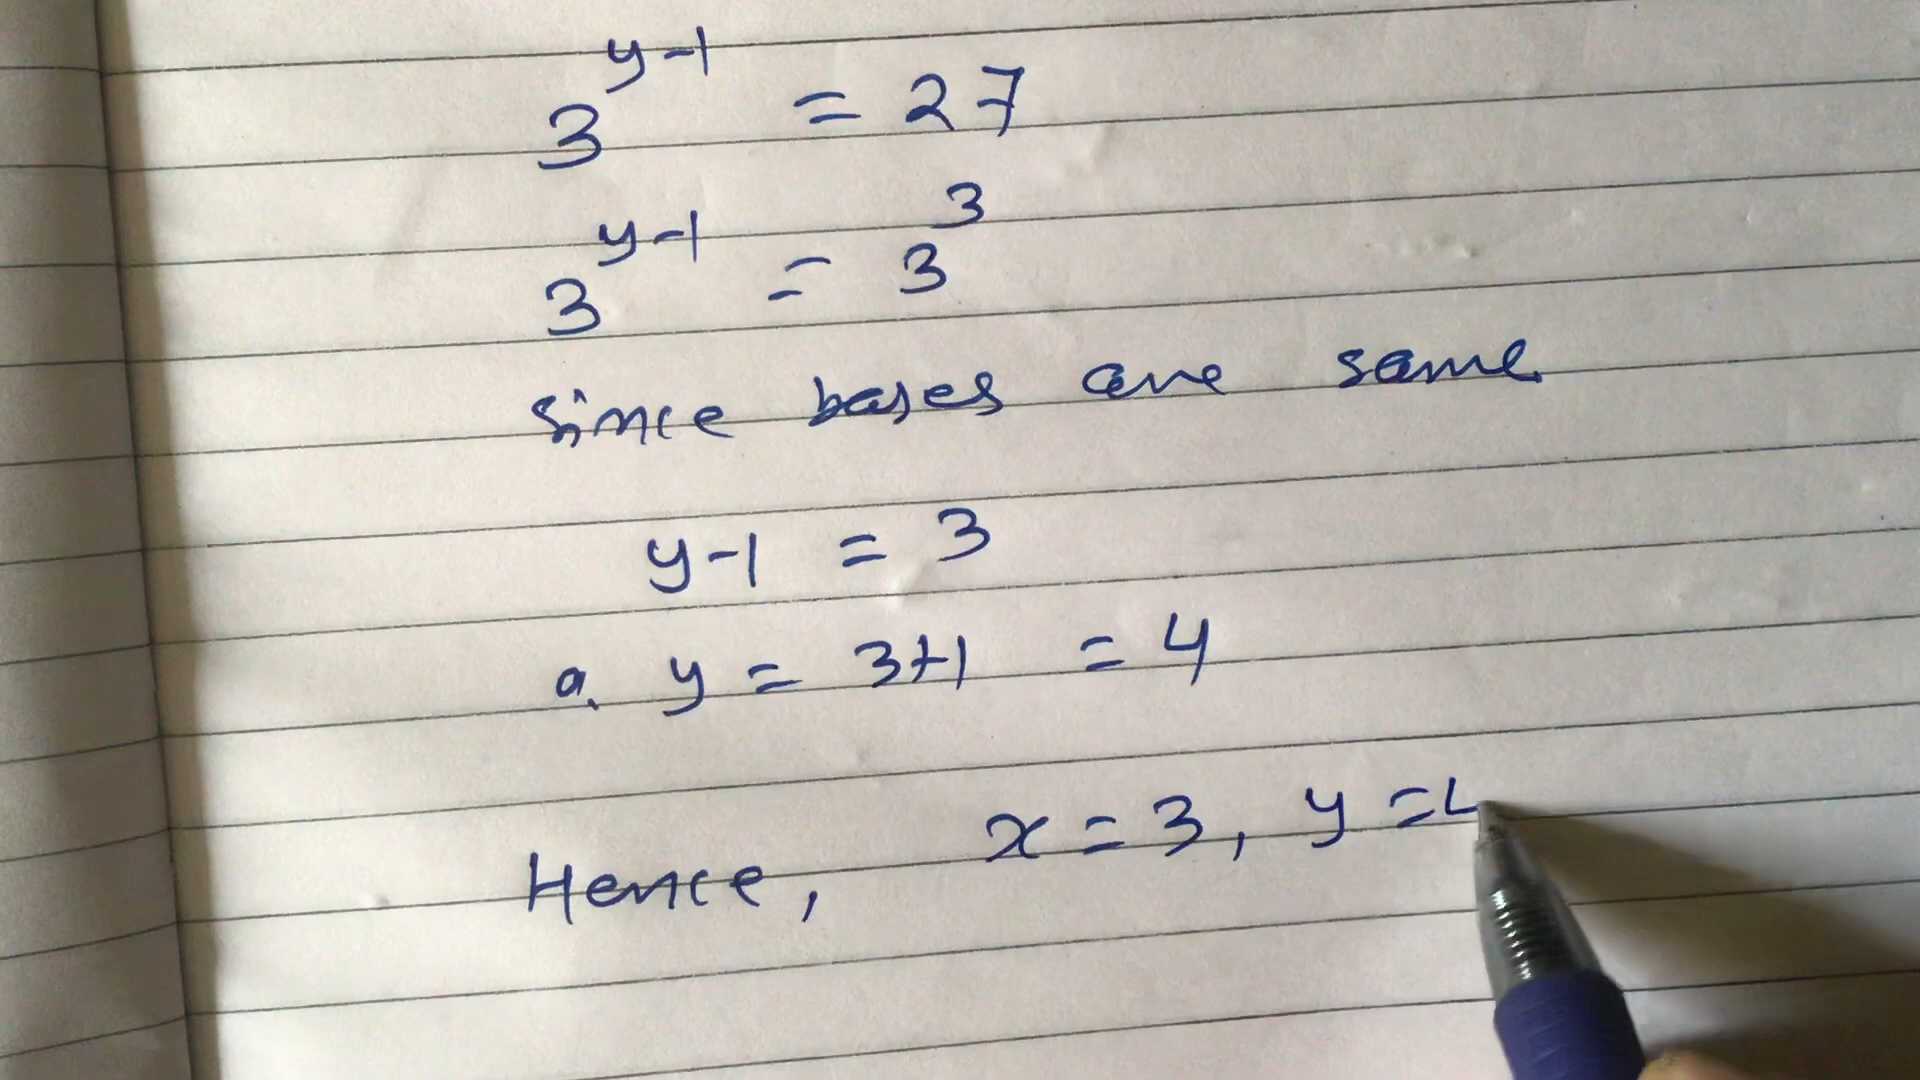 3^{y-1} = 27
3^{y-1} = 3^3
Since bases are same
y-1 = 3
a. y = 3+1 = 4
Hence, x = 3, y = 4